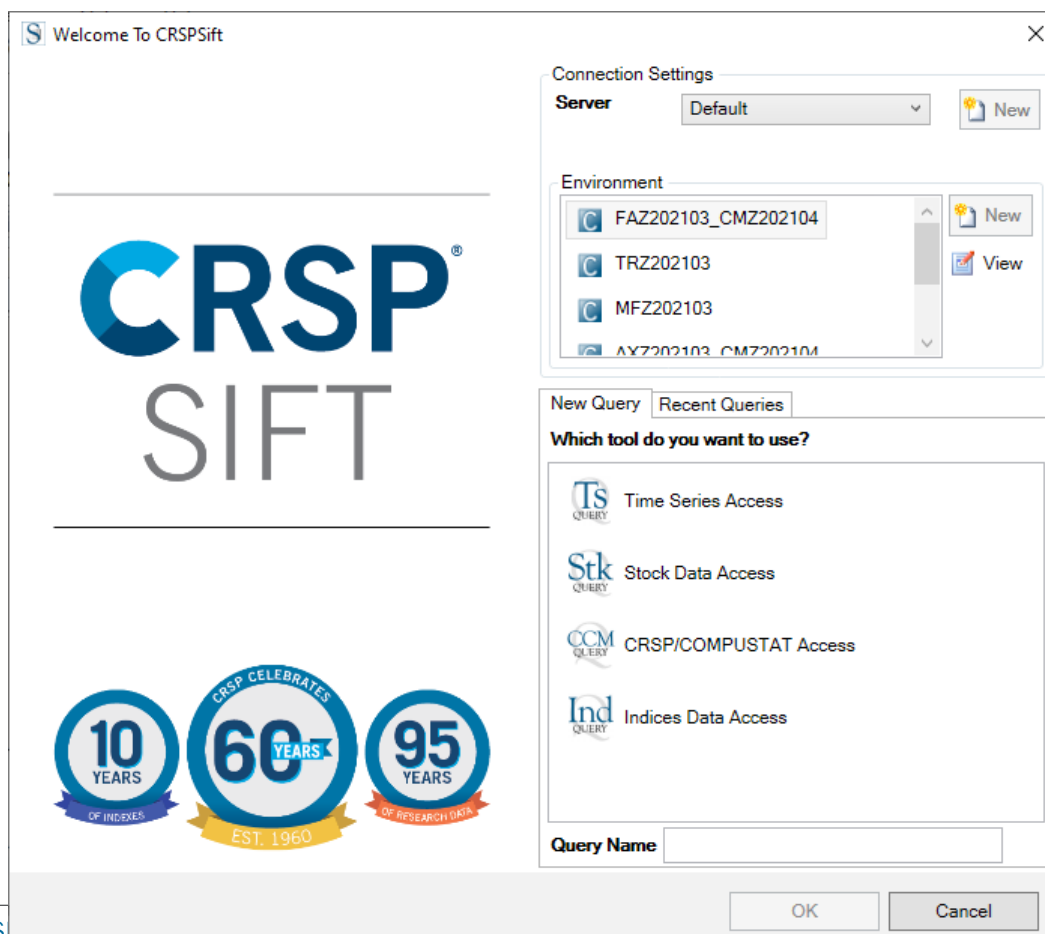 S Welcome To CRSPSift
Connection Settings
Server
Default
New
Environment
FAZ202103_CMZ202104
New
TRZ202103
View
MFZ202103
AXZ202103_CMZ202104
CRSP®
SIFT
New Query
Recent Queries
Which tool do you want to use?
Ts QUERY
Time Series Access
Stk QUERY
Stock Data Access
CCM QUERY
CRSP/COMPUSTAT Access
Ind QUERY
Indices Data Access
10
YEARS
OF INDEXES
CRSP CELEBRATES
60 YEARS
EST. 1960
95
YEARS
OF RESEARCH DATA
Query Name
OK
Cancel